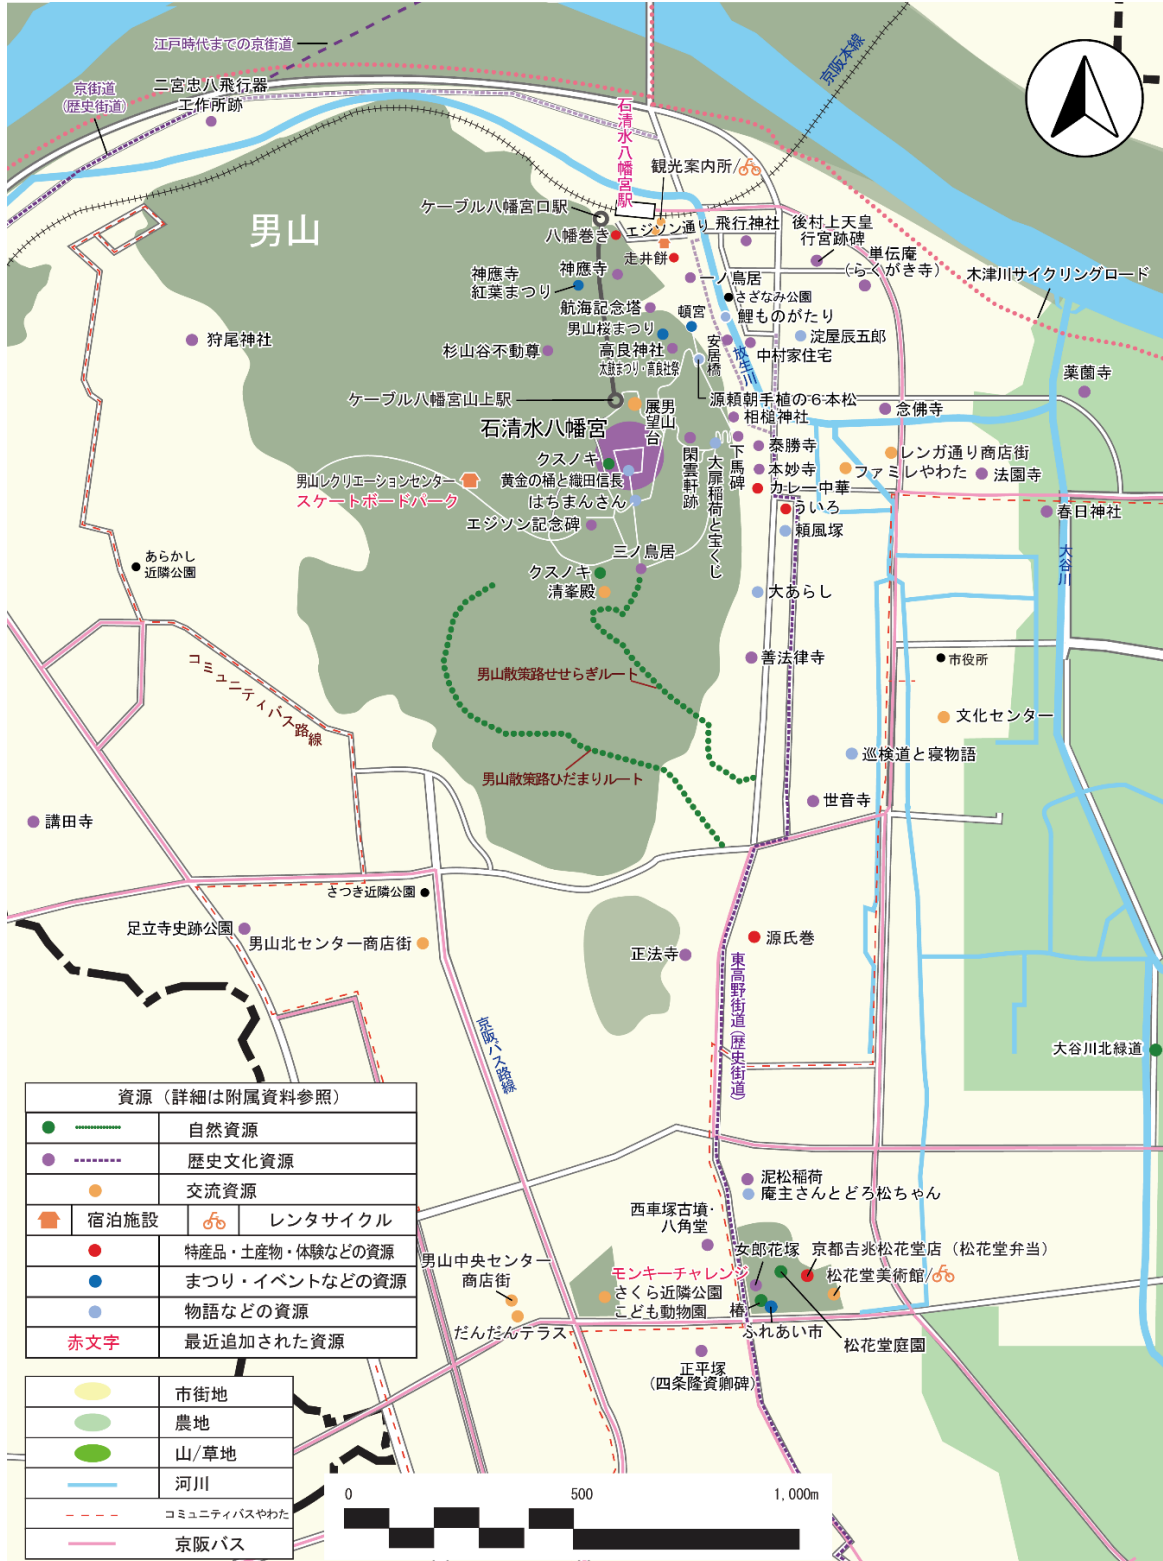 江戸時代までの京街道
京街道
(歴史街道)
二宮忠八飛行器
工作所跡
京阪本線
石清水八幡宮駅
観光案内所/
ケーブル八幡宮口駅
男山
八幡巻き
エジソン通り
飛行神社
後村上天皇
行宮跡碑
走井餅
単伝庵
(らくがき寺)
木津川サイクリングロード
神應寺
紅葉まつり
神應寺
一ノ鳥居
さざなみ公園
航海記念塔
頓宮
鯉ものがたり
男山桜まつり
淀屋辰五郎
狩尾神社
杉山谷不動尊
高良神社
太鼓まつり・高良社祭
安居橋
放生川
中村家住宅
薬薗寺
ケーブル八幡宮山上駅
源頼朝手植の6本松
念佛寺
相槌神社
石清水八幡宮
男山
展望台
閑雲軒跡
大扉稲荷と宝くじ
下馬碑
泰勝寺
レンガ通り商店街
クスノキ
本妙寺
ファミレやわた
法園寺
男山レクリエーションセンター
スケートボードパーク
黄金の桶と織田信長
カレー中華
はちまんさん
ういろ
春日神社
エジソン記念碑
頼風塚
三ノ鳥居
大谷川
あらかし
近隣公園
クスノキ
清峯殿
大あらし
コミュニティバス路線
善法律寺
市役所
男山散策路せせらぎルート
文化センター
巡検道と寝物語
男山散策路ひだまりルート
世音寺
講田寺
さつき近隣公園
足立寺史跡公園
男山北センター商店街
源氏巻
正法寺
東高野街道(歴史街道)
京阪バス路線
大谷川北緑道
資源(詳細は附属資料参照)
自然資源
歴史文化資源
交流資源
宿泊施設
レンタサイクル
特産品・土産物・体験などの資源
まつり・イベントなどの資源
物語などの資源
赤文字
最近追加された資源
泥松稲荷
庵主さんとどろ松ちゃん
西車塚古墳・
八角堂
女郎花塚
京都吉兆松花堂店(松花堂弁当)
男山中央センター
商店街
モンキーチャレンジ
さくら近隣公園
こども動物園
松花堂美術館/
椿
だんだんテラス
ふれあい市
松花堂庭園
正平塚
(四条隆資卿碑)
市街地
農地
山/草地
河川
コミュニティバスやわた
京阪バス
0
500
1,000m